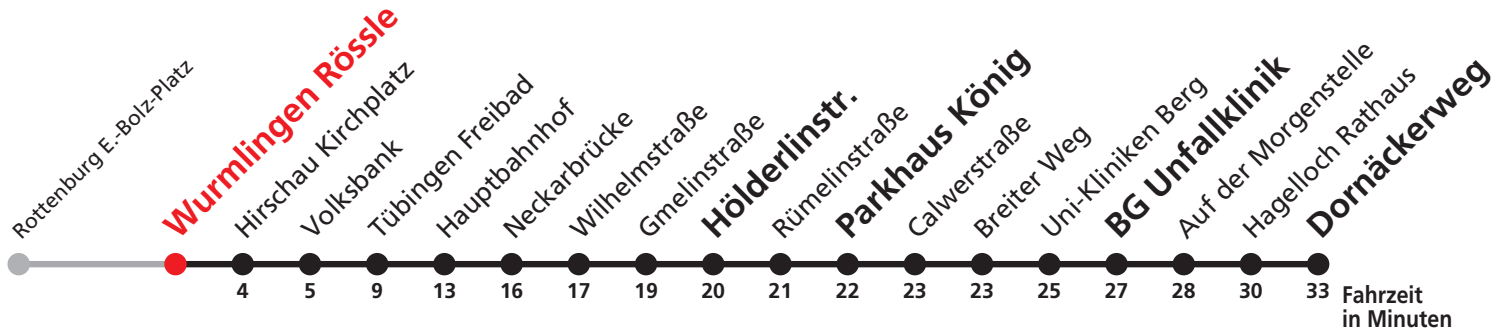 Rottenburg E.-Bolz-Platz
Wurmlingen Rössle
Hirschau Kirchplatz
Volksbank
Tübingen Freibad
Hauptbahnhof
Neckarbrücke
Wilhelmstraße
Gmelinstraße
Hölderlinstr.
Rümelinstraße
Parkhaus König
Calwerstraße
Breiter Weg
Uni-Kliniken Berg
BG Unfallklinik
Auf der Morgenstelle
Hagelloch Rathaus
Dornäckerweg
4 5 9 13 16 17 19 20 21 22 23 23 25 27 28 30 33 Fahrzeit
in Minuten